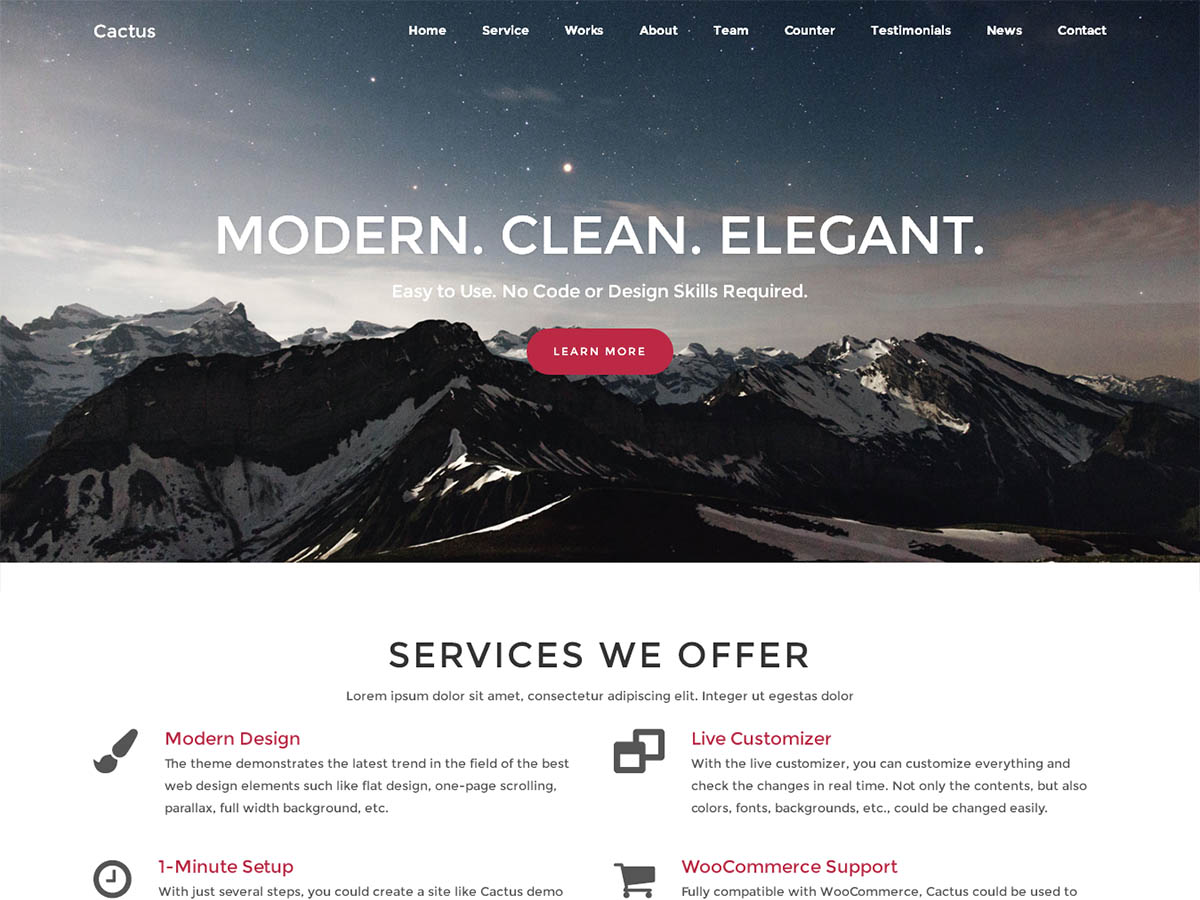 Cactus
Home Service Works About Team Counter Testimonials News Contact
MODERN. CLEAN. ELEGANT.
Easy to Use. No Code or Design Skills Required.
LEARN MORE
SERVICES WE OFFER
Lorem ipsum dolor sit amet, consectetur adipiscing elit. Integer ut egestas dolor
Modern Design
The theme demonstrates the latest trend in the field of the best
web design elements such like flat design, one-page scrolling,
parallax, full width background, etc.
Live Customizer
With the live customizer, you can customize everything and
check the changes in real time. Not only the contents, but also
colors, fonts, backgrounds, etc., could be changed easily.
1-Minute Setup
With just several steps, you could create a site like Cactus demo
WooCommerce Support
Fully compatible with WooCommerce, Cactus could be used to